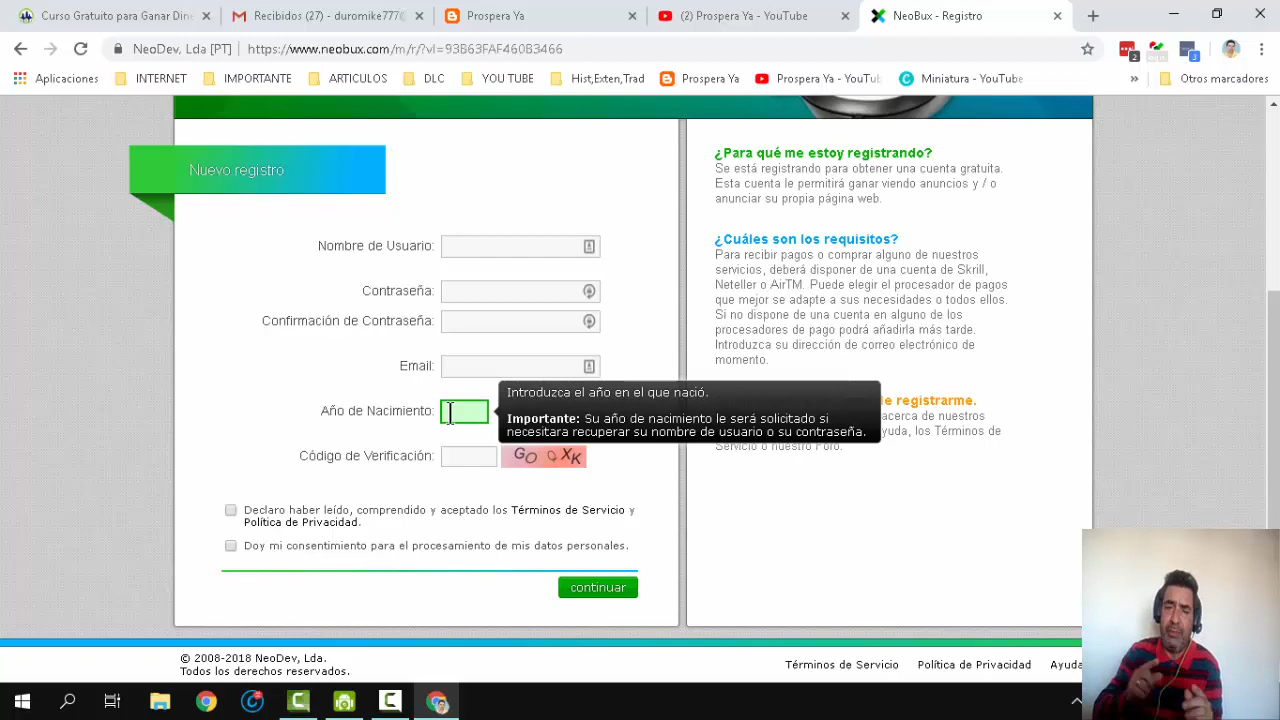 Curso Gratuito para Ganar Dine
Recibidos (27) - duromike777@
Prospera Ya
(2) Prospera Ya - YouTube
NeoBux - Registro
NeoDev, Lda [PT] | https://www.neobux.com/m/r/?vl=93B63FAF460B3466
2
3
Aplicaciones
INTERNET
IMPORTANTE
ARTICULOS
DLC
YOU TUBE
Hist,Exten,Trad
Prospera Ya
Prospera Ya - YouTub
Miniatura - YouTube
»
Otros marcadores
Nuevo registro
Nombre de Usuario:
Contraseña:
Confirmación de Contraseña:
Email:
Año de Nacimiento:
Introduzca el año en el que nació.
Importante: Su año de nacimiento le será solicitado si
necesitara recuperar su nombre de usuario o su contraseña.
Código de Verificación:
Declaro haber leído, comprendido y aceptado los Términos de Servicio y
Política de Privacidad.
Doy mi consentimiento para el procesamiento de mis datos personales.
continuar
¿Para qué me estoy registrando?
Se está registrando para obtener una cuenta gratuita.
Esta cuenta le permitirá ganar viendo anuncios y / o
anunciar su propia página web.
¿Cuáles son los requisitos?
Para recibir pagos o comprar alguno de nuestros
servicios, deberá disponer de una cuenta de Skrill,
Neteller o AirTM. Puede elegir el procesador de pagos
que mejor se adapte a sus necesidades o todos ellos.
Si no dispone de una cuenta en alguno de los
procesadores de pago podrá añadirla más tarde.
Introduzca su dirección de correo electrónico de
momento.
de registrarme.
acerca de nuestros
yuda, los Términos de
Servicio o nuestro Foro.
© 2008-2018 NeoDev, Lda.
Todos los derechos reservados.
Términos de Servicio
Política de Privacidad
Ayuda